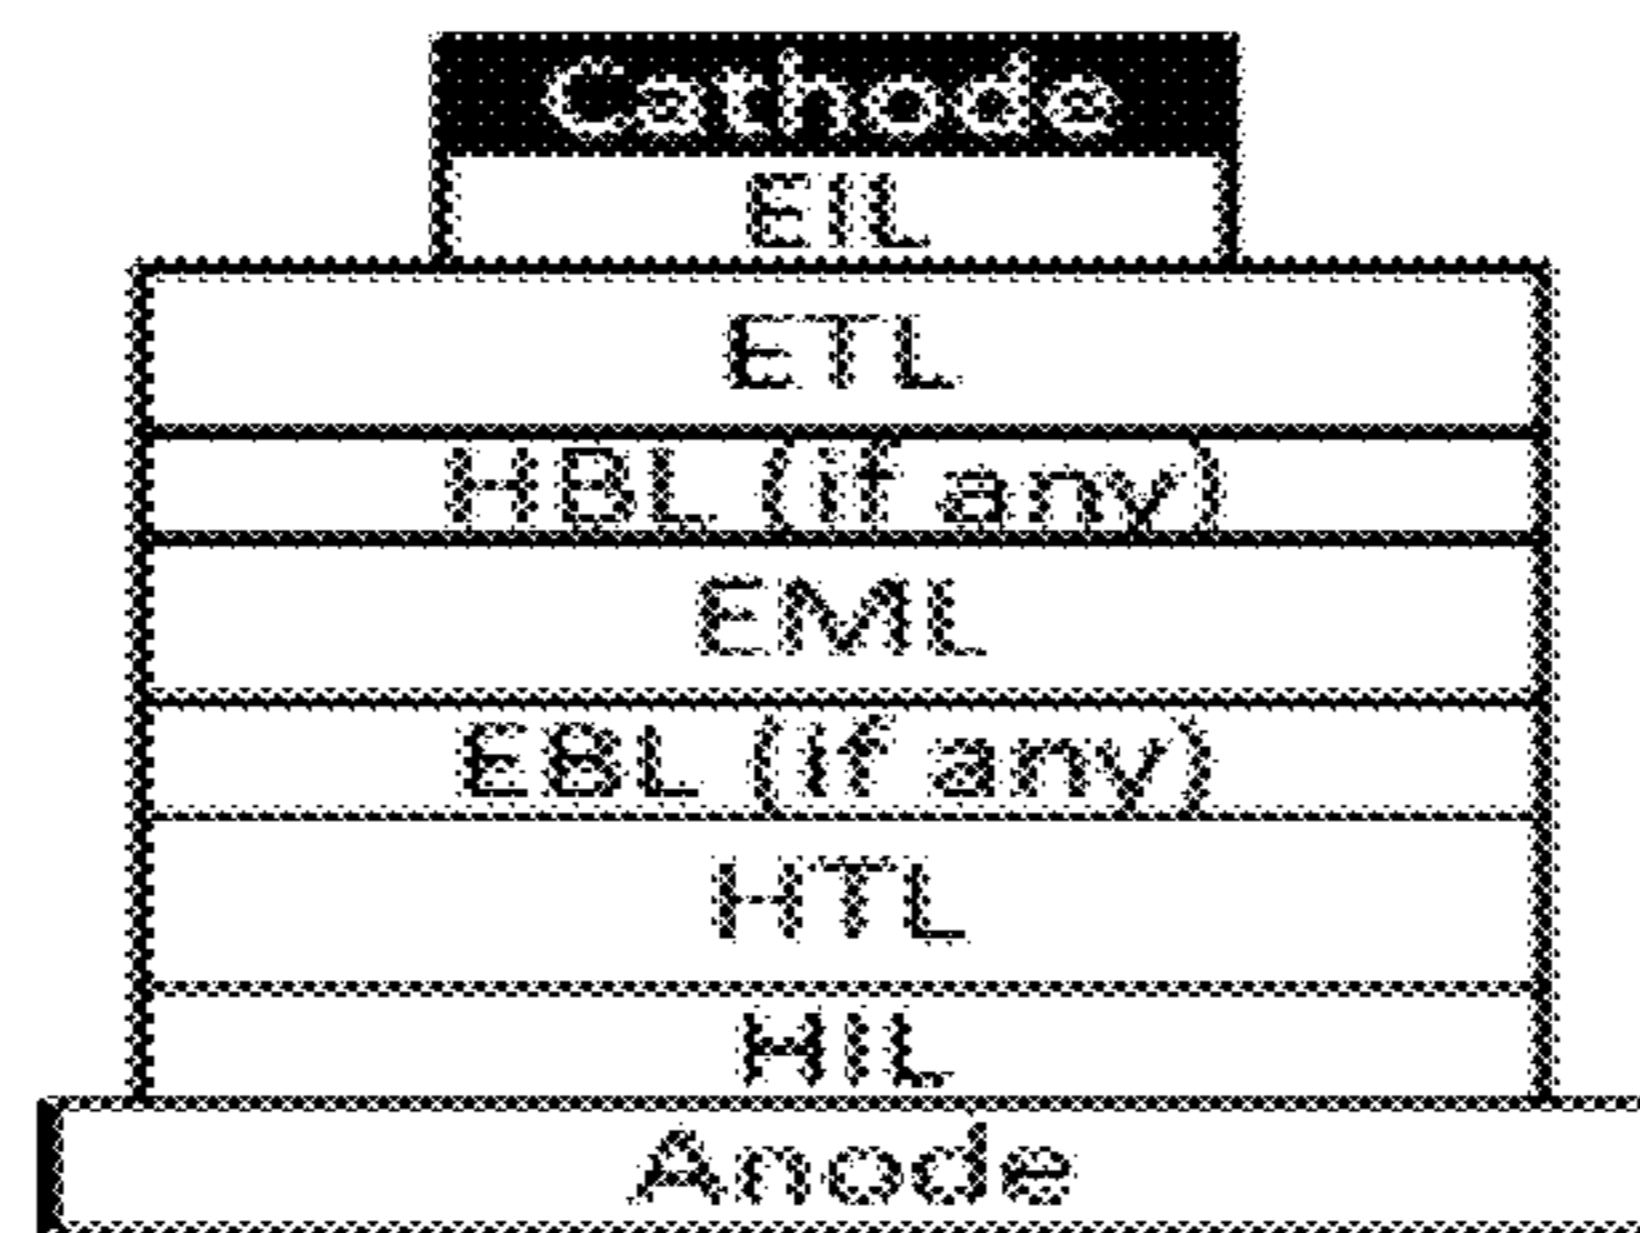 Cathode
EIL
ETL
HBL (if any)
EML
EBL (if any)
HTL
HIL
Anode